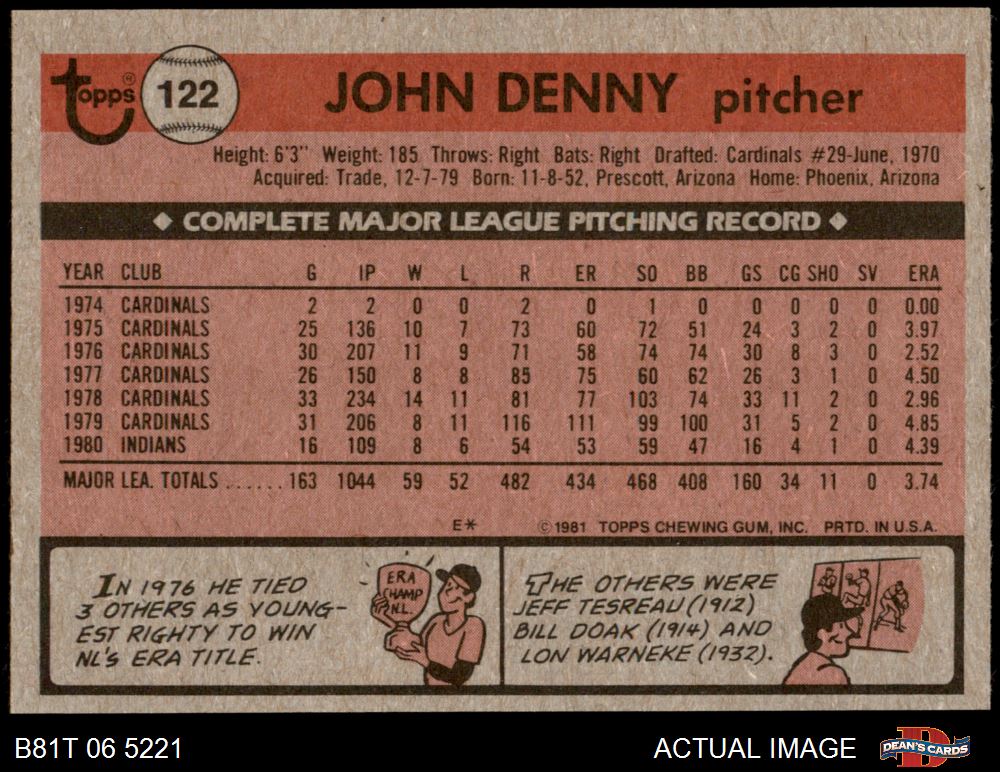 Topps® 122 JOHN DENNY pitcher
Height: 6'3" Weight: 185 Throws: Right Bats: Right Drafted: Cardinals #29-June, 1970
Acquired: Trade, 12-7-79 Born: 11-8-52, Prescott, Arizona Home: Phoenix, Arizona
◆ COMPLETE MAJOR LEAGUE PITCHING RECORD ◆
YEAR CLUB G IP W L R ER SO BB GS CG SHO SV ERA
1974 CARDINALS 2 2 0 0 2 0 1 0 0 0 0 0 0.00
1975 CARDINALS 25 136 10 7 73 60 72 51 24 3 2 0 3.97
1976 CARDINALS 30 207 11 9 71 58 74 74 30 8 3 0 2.52
1977 CARDINALS 26 150 8 8 85 75 60 62 26 3 1 0 4.50
1978 CARDINALS 33 234 14 11 81 77 103 74 33 11 2 0 2.96
1979 CARDINALS 31 206 8 11 116 111 99 100 31 5 2 0 4.85
1980 INDIANS 16 109 8 6 54 53 59 47 16 4 1 0 4.39
MAJOR LEA. TOTALS ...... 163 1044 59 52 482 434 468 408 160 34 11 0 3.74
E* © 1981 TOPPS CHEWING GUM, INC. PRTD. IN U.S.A.
IN 1976 HE TIED
3 OTHERS AS YOUNG-
EST RIGHTY TO WIN
NL'S ERA TITLE.
ERA
CHAMP
N.L.
THE OTHERS WERE
JEFF TESREAU (1912)
BILL DOAK (1914) AND
LON WARNEKE (1932).
B81T 06 5221 ACTUAL IMAGE DEAN'S CARDS